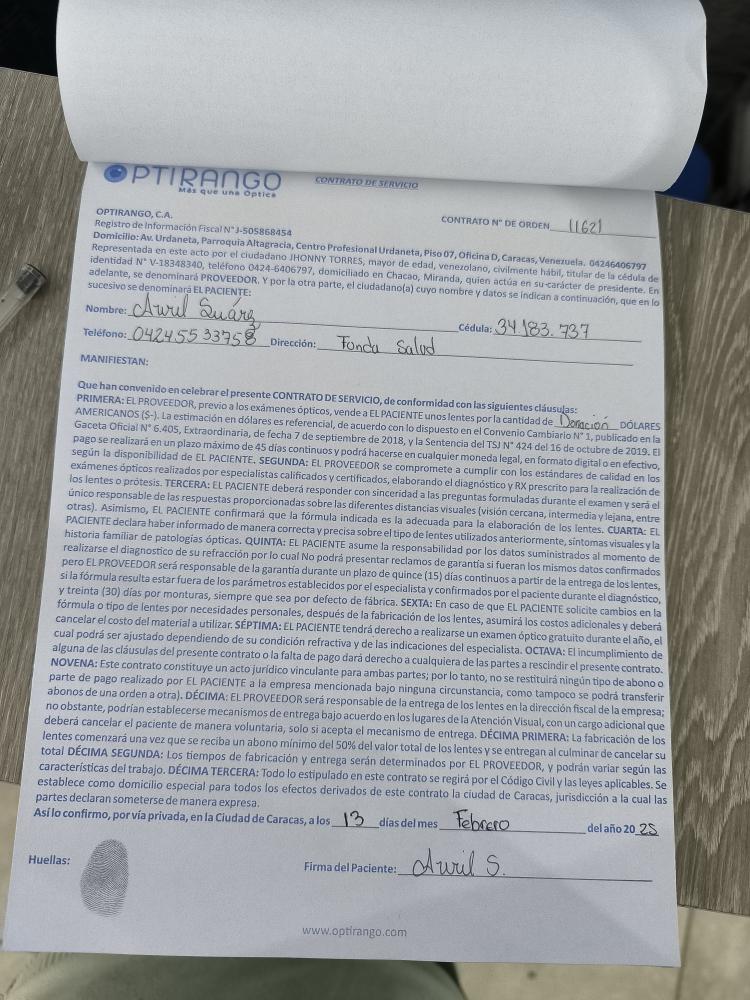 OPTIRANGO
Más que una Óptica
CONTRATO DE SERVICIO
CONTRATO N° DE ORDEN 11621
OPTIRANGO, C.A.
Registro de Información Fiscal N° J-505868454
Domicilio: Av. Urdaneta, Parroquia Altagracia, Centro Profesional Urdaneta, Piso 07, Oficina D, Caracas, Venezuela. 04246406797
Representada en este acto por el ciudadano JHONNY TORRES, mayor de edad, venezolano, civilmente hábil, titular de la cédula de
identidad N° V-18348340, teléfono 0424-6406797, domiciliado en Chacao, Miranda, quien actúa en su carácter de presidente. En
adelante, se denominará PROVEEDOR. Y por la otra parte, el ciudadano(a) cuyo nombre y datos se indican a continuación, que en lo
sucesivo se denominará EL PACIENTE:
Nombre: Avril Suárez Cédula: 34.183.737
Teléfono: 04245533758 Dirección: Fonda Salud
MANIFIESTAN:
Que han convenido en celebrar el presente CONTRATO DE SERVICIO, de conformidad con las siguientes cláusulas:
PRIMERA: EL PROVEEDOR, previo a los exámenes ópticos, vende a EL PACIENTE unos lentes por la cantidad de Donación DÓLARES
AMERICANOS (S-). La estimación en dólares es referencial, de acuerdo con lo dispuesto en el Convenio Cambiario N° 1, publicado en la
Gaceta Oficial N° 6.405, Extraordinaria, de fecha 7 de septiembre de 2018, y la Sentencia del TSJ N° 424 del 16 de octubre de 2019. El
pago se realizará en un plazo máximo de 45 días continuos y podrá hacerse en cualquier moneda legal, en formato digital o en efectivo,
según la disponibilidad de EL PACIENTE. SEGUNDA: EL PROVEEDOR se compromete a cumplir con los estándares de calidad en los
exámenes ópticos realizados por especialistas calificados y certificados, elaborando el diagnóstico y RX prescrito para la realización de
los lentes o prótesis. TERCERA: EL PACIENTE deberá responder con sinceridad a las preguntas formuladas durante el examen y será el
único responsable de las respuestas proporcionadas sobre las diferentes distancias visuales (visión cercana, intermedia y lejana, entre
otras). Asimismo, EL PACIENTE confirmará que la fórmula indicada es la adecuada para la elaboración de los lentes. CUARTA: EL
PACIENTE declara haber informado de manera correcta y precisa sobre el tipo de lentes utilizados anteriormente, síntomas visuales y la
historia familiar de patologías ópticas. QUINTA: EL PACIENTE asume la responsabilidad por los datos suministrados al momento de
realizarse el diagnostico de su refracción por lo cual No podrá presentar reclamos de garantía si fueran los mismos datos confirmados
pero EL PROVEEDOR será responsable de la garantía durante un plazo de quince (15) días continuos a partir de la entrega de los lentes,
si la fórmula resulta estar fuera de los parámetros establecidos por el especialista y confirmados por el paciente durante el diagnóstico,
y treinta (30) días por monturas, siempre que sea por defecto de fábrica. SEXTA: En caso de que EL PACIENTE solicite cambios en la
fórmula o tipo de lentes por necesidades personales, después de la fabricación de los lentes, asumirá los costos adicionales y deberá
cancelar el costo del material a utilizar. SÉPTIMA: EL PACIENTE tendrá derecho a realizarse un examen óptico gratuito durante el año, el
cual podrá ser ajustado dependiendo de su condición refractiva y de las indicaciones del especialista. OCTAVA: El incumplimiento de
alguna de las cláusulas del presente contrato o la falta de pago dará derecho a cualquiera de las partes a rescindir el presente contrato.
NOVENA: Este contrato constituye un acto jurídico vinculante para ambas partes; por lo tanto, no se restituirá ningún tipo de abono o
parte de pago realizado por EL PACIENTE a la empresa mencionada bajo ninguna circunstancia, como tampoco se podrá transferir
abonos de una orden a otra). DÉCIMA: EL PROVEEDOR será responsable de la entrega de los lentes en la dirección fiscal de la empresa;
no obstante, podrían establecerse mecanismos de entrega bajo acuerdo en los lugares de la Atención Visual, con un cargo adicional que
deberá cancelar el paciente de manera voluntaria, solo si acepta el mecanismo de entrega. DÉCIMA PRIMERA: La fabricación de los
lentes comenzará una vez que se reciba un abono mínimo del 50% del valor total de los lentes y se entregan al culminar de cancelar su
total DÉCIMA SEGUNDA: Los tiempos de fabricación y entrega serán determinados por EL PROVEEDOR, y podrán variar según las
características del trabajo. DÉCIMA TERCERA: Todo lo estipulado en este contrato se regirá por el Código Civil y las leyes aplicables. Se
establece como domicilio especial para todos los efectos derivados de este contrato la ciudad de Caracas, jurisdicción a la cual las
partes declaran someterse de manera expresa.
Así lo confirmo, por vía privada, en la Ciudad de Caracas, a los 13 días del mes Febrero del año 2025
Huellas:
Firma del Paciente: Avril S.
www.optirango.com